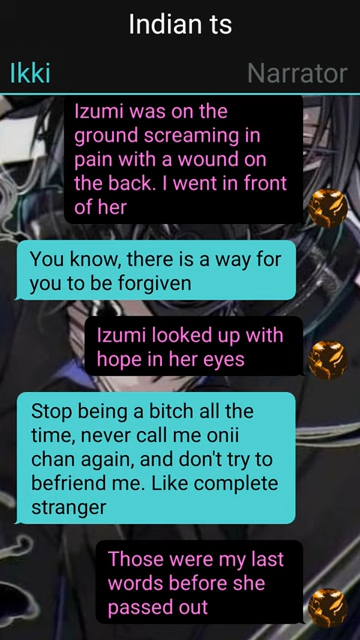 Indian ts
Ikki
Narrator
Izumi was on the
ground screaming in
pain with a wound on
the back. I went in front
of her
You know, there is a way for
you to be forgiven
Izumi looked up with
hope in her eyes
Stop being a bitch all the
time, never call me onii
chan again, and don't try to
befriend me. Like complete
stranger
Those were my last
words before she
passed out